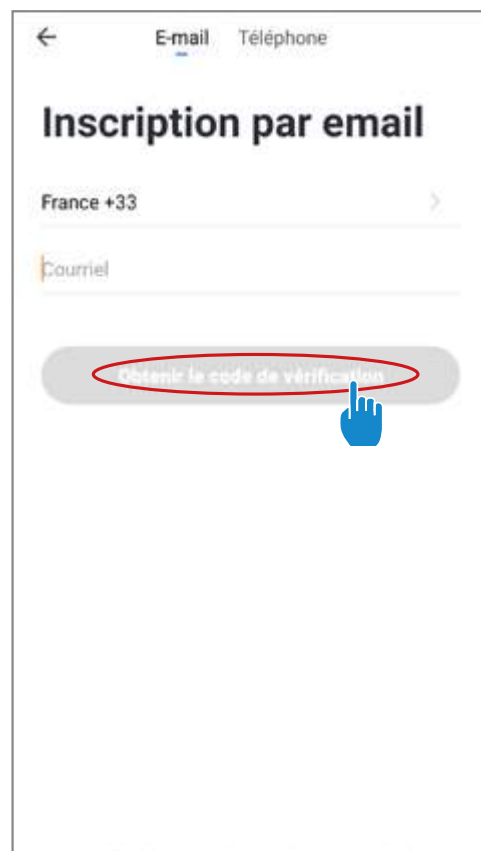 E-mail Téléphone
Inscription par email
France +33
Courriel
Obtenir le code de vérification